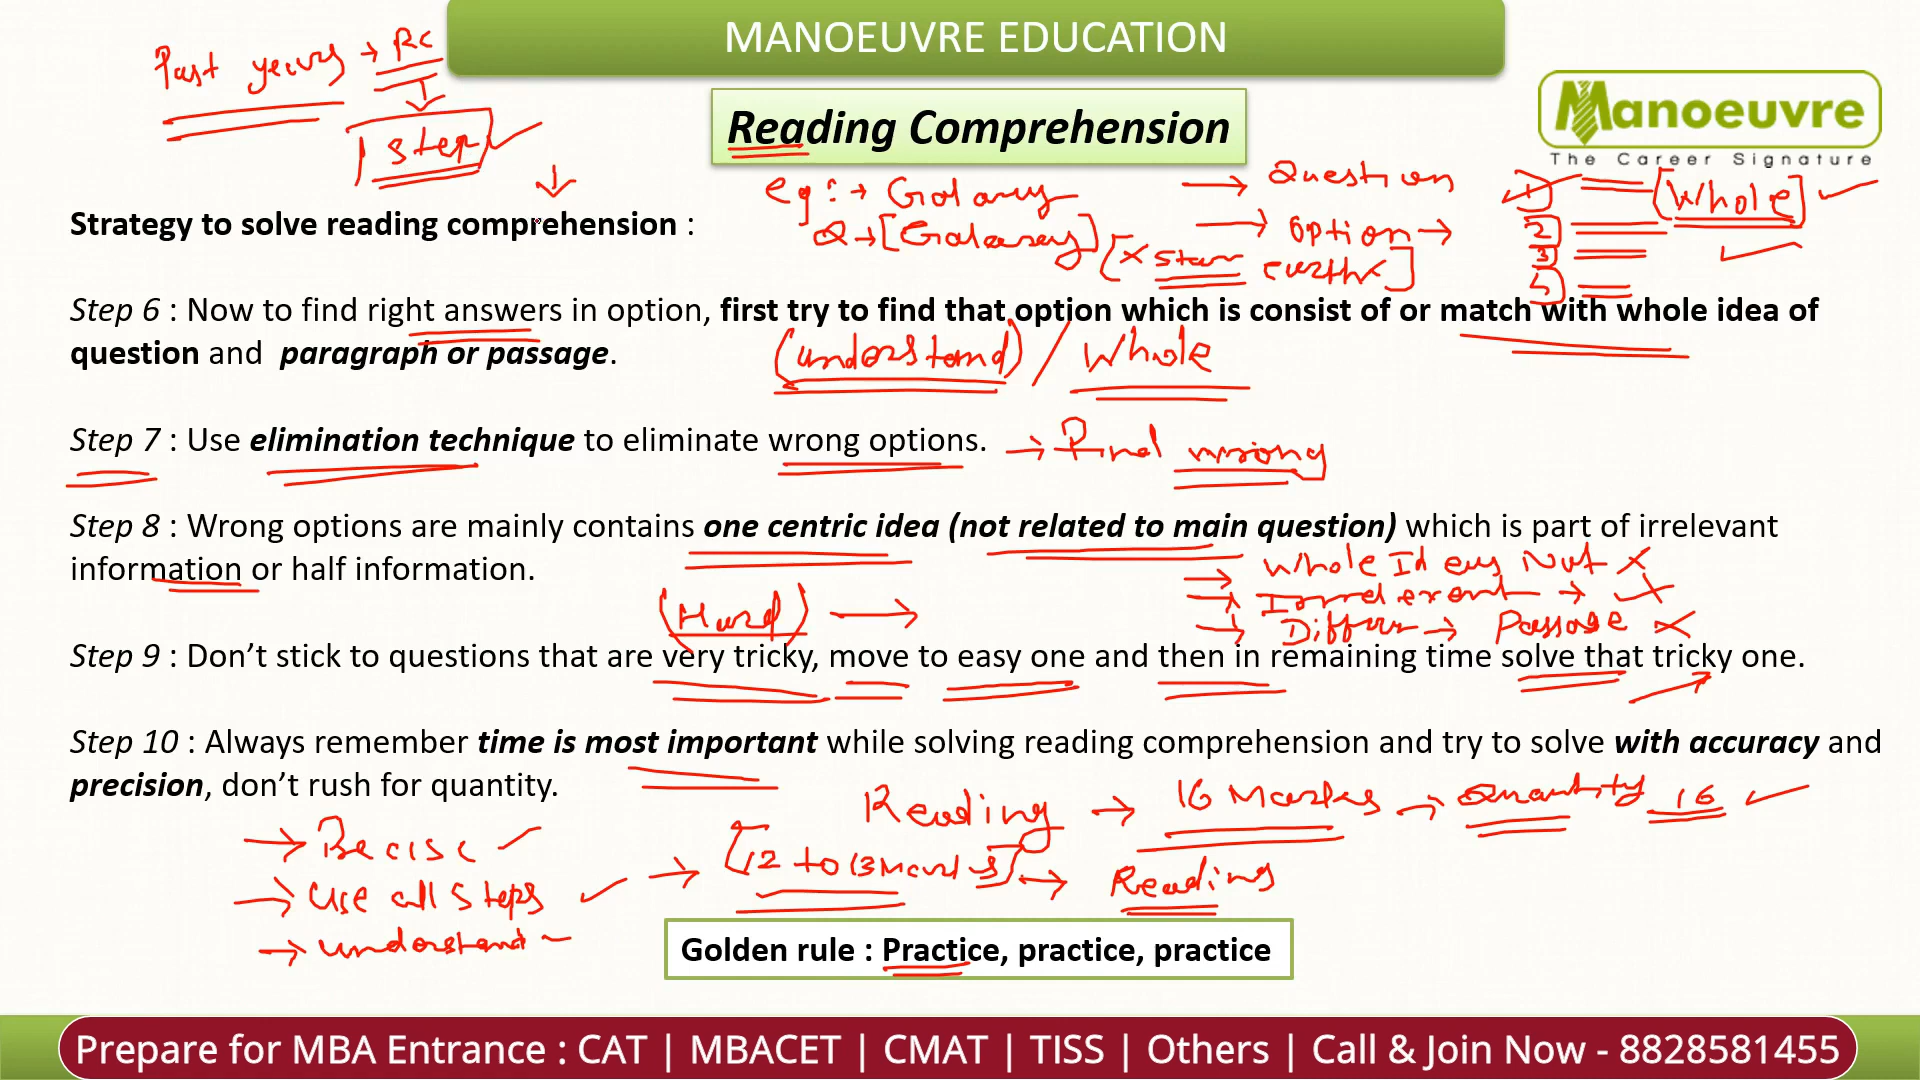 MANOEUVRE EDUCATION
Past years → RC
1 Step
Reading Comprehension
Manoeuvre
The Career Signature
eg : → Galaxy → Question
Q → [Galaxy] → option →
[x star earth x]
1 [Whole]
2
3
5
Strategy to solve reading comprehension :
Step 6 : Now to find right answers in option, first try to find that option which is consist of or match with whole idea of
question and paragraph or passage.
(understand) / Whole
Step 7 : Use elimination technique to eliminate wrong options.
→ Find wrong
Step 8 : Wrong options are mainly contains one centric idea (not related to main question) which is part of irrelevant
information or half information.
→ Whole Idea Not x
→ →
→ → Passage x
(Hard) →
Step 9 : Don’t stick to questions that are very tricky, move to easy one and then in remaining time solve that tricky one.
Step 10 : Always remember time is most important while solving reading comprehension and try to solve with accuracy and
precision, don’t rush for quantity.
Reading → 16 Marks → Quantity 16
→
→ [12 to 13 Marks] → Reading
→ Use all steps
→ understand
Golden rule : Practice, practice, practice
Prepare for MBA Entrance : CAT | MBACET | CMAT | TISS | Others | Call & Join Now - 8828581455